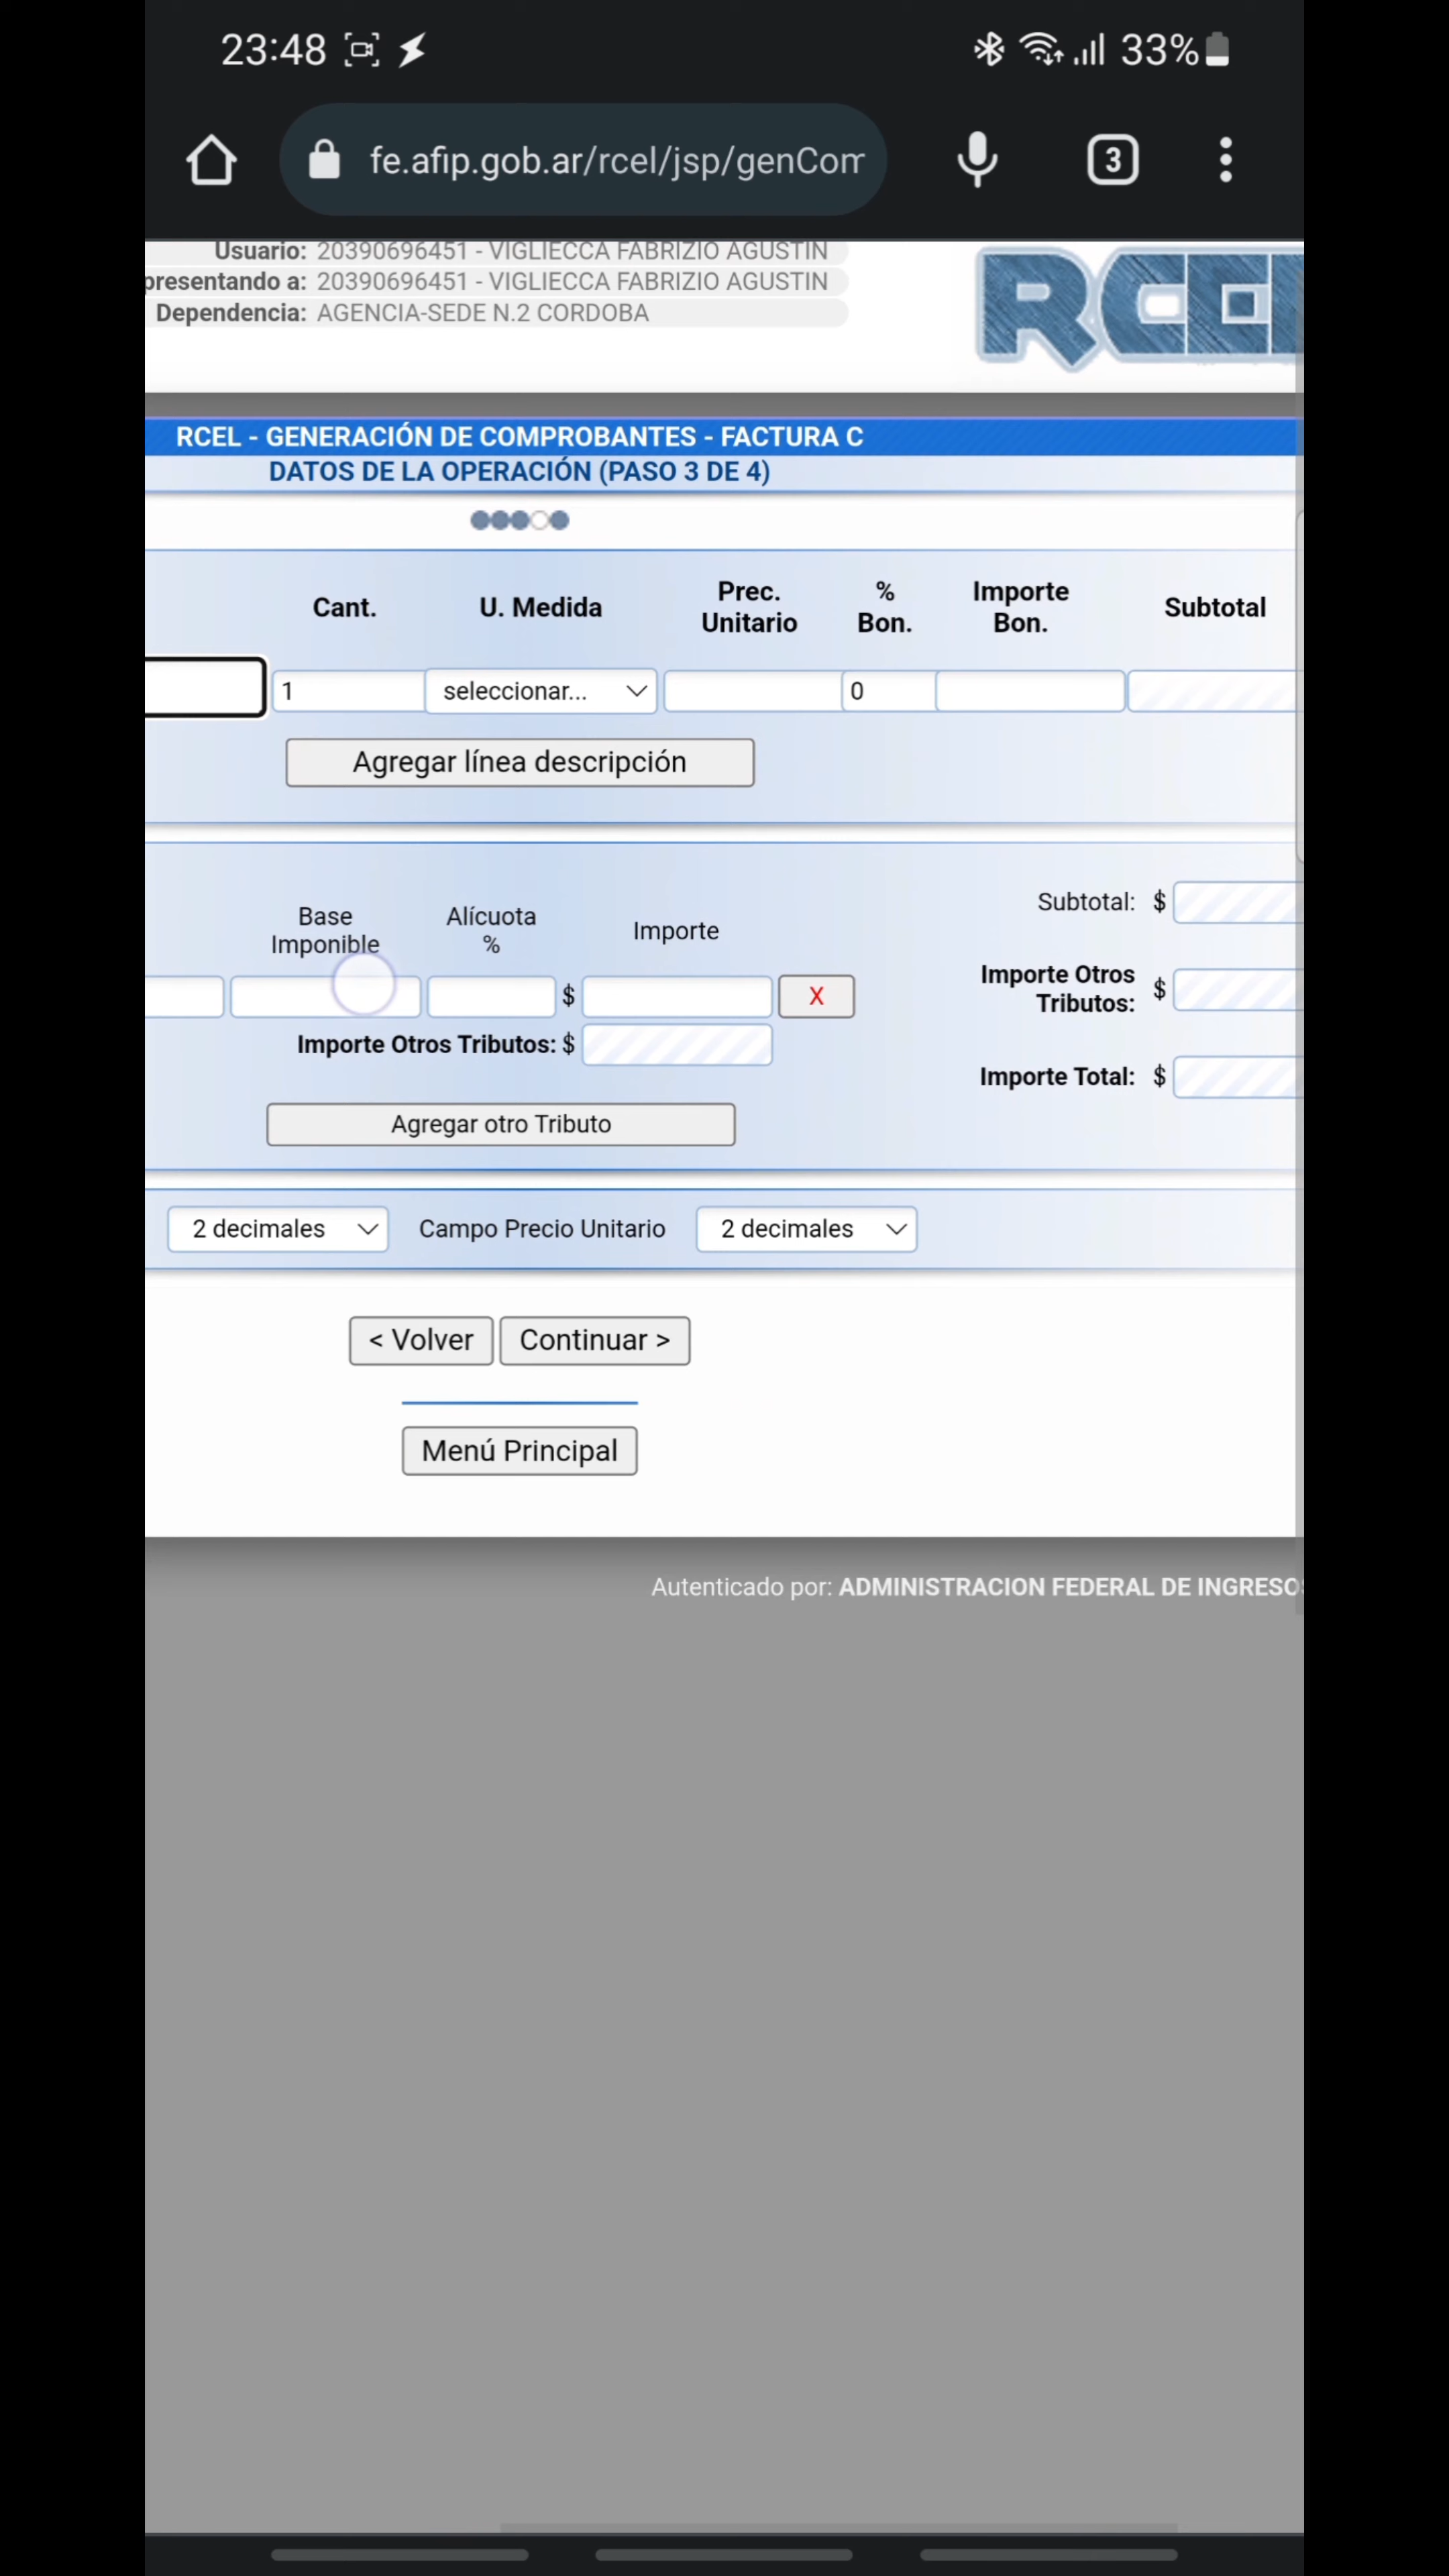 23:48
33%
fe.afip.gob.ar/rcel/jsp/genCom
3
Usuario: 20390696451 - VIGLIECCA FABRIZIO AGUSTIN
presentando a: 20390696451 - VIGLIECCA FABRIZIO AGUSTIN
Dependencia: AGENCIA-SEDE N.2 CORDOBA
RCEL
RCEL - GENERACIÓN DE COMPROBANTES - FACTURA C
DATOS DE LA OPERACIÓN (PASO 3 DE 4)
Cant.
U. Medida
Prec.
Unitario
%
Bon.
Importe
Bon.
Subtotal
1
seleccionar...
0
Agregar línea descripción
Base
Imponible
Alícuota
%
Importe
$
X
Importe Otros Tributos: $
Agregar otro Tributo
Subtotal: $
Importe Otros
Tributos: $
Importe Total: $
2 decimales
Campo Precio Unitario
2 decimales
< Volver
Continuar >
Menú Principal
Autenticado por: ADMINISTRACION FEDERAL DE INGRESOS